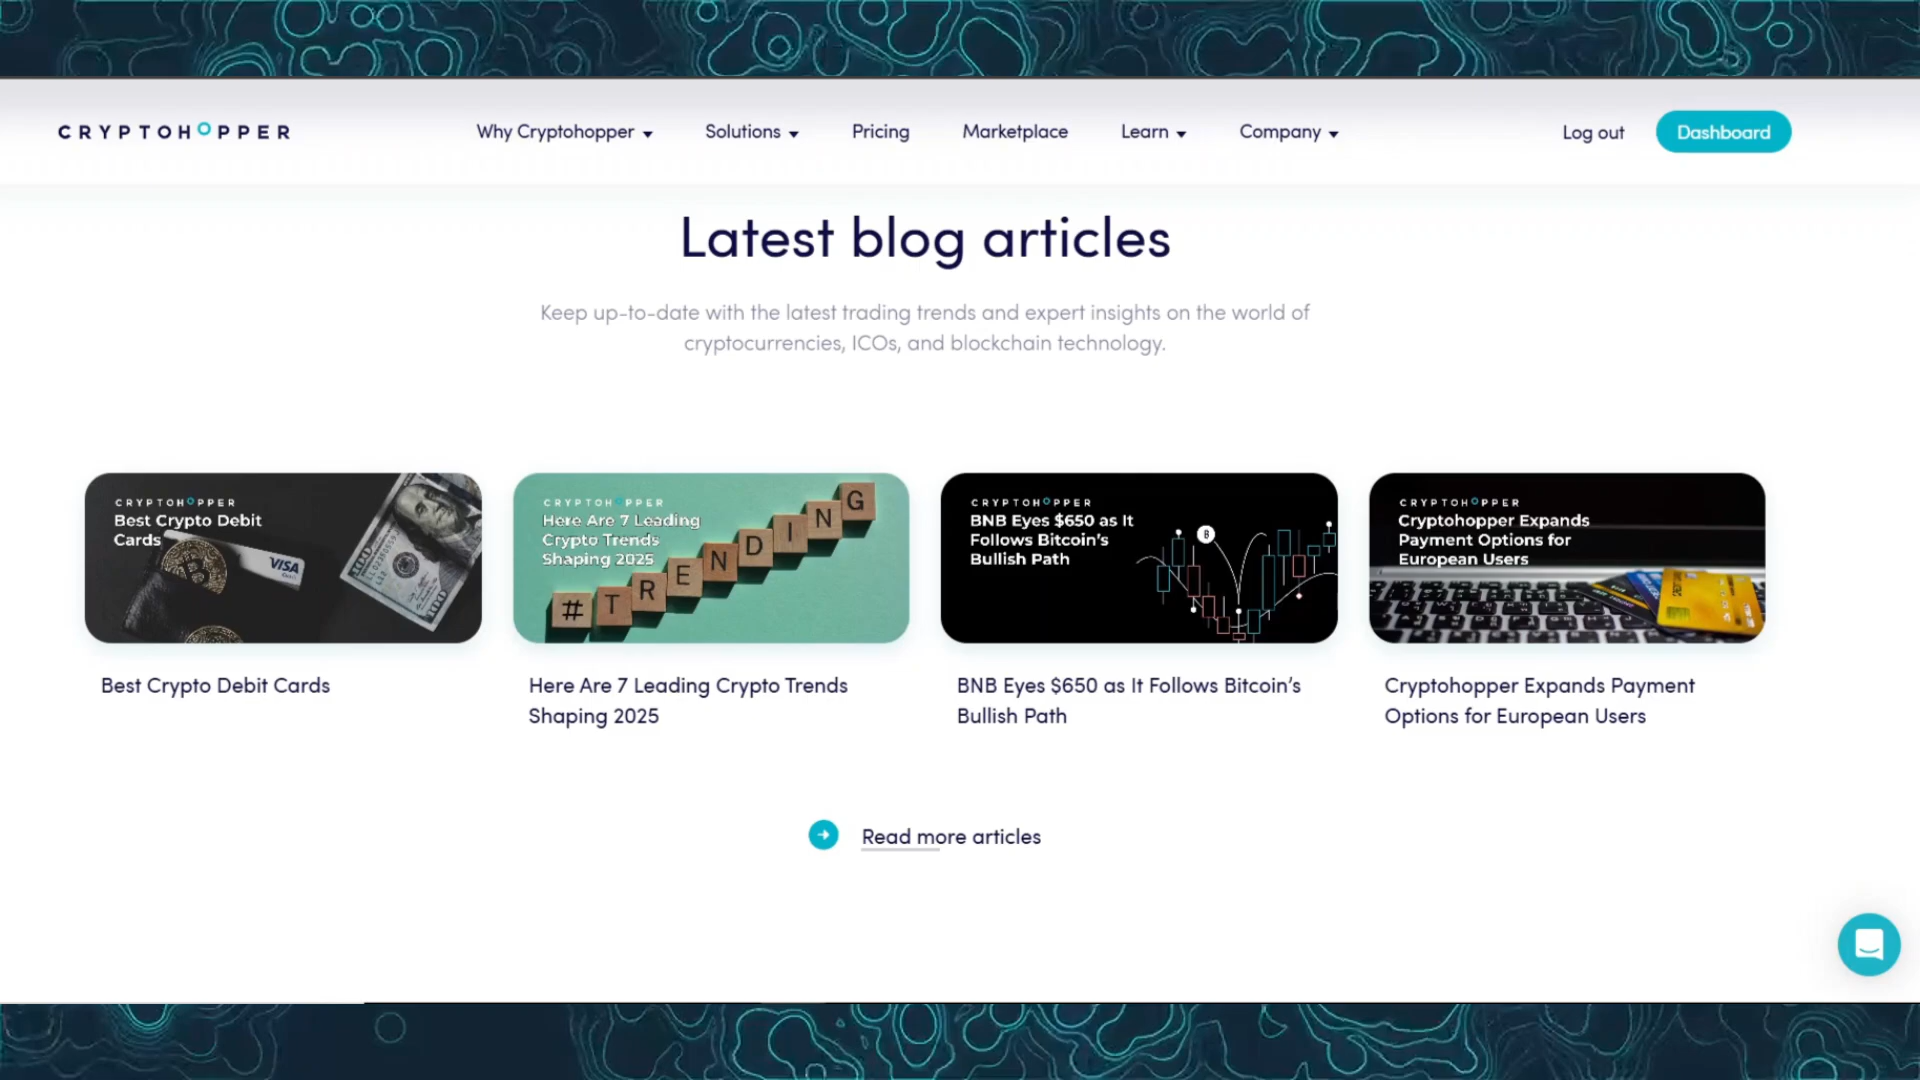 CRYPTOHOPPER
Why Cryptohopper
Solutions
Pricing
Marketplace
Learn
Company
Log out
Dashboard
Latest blog articles
Keep up-to-date with the latest trading trends and expert insights on the world of
cryptocurrencies, ICOs, and blockchain technology.
CRYPTOHOPPER
Best Crypto Debit
Cards
VISA
100
100
CRYPTOHOPPER
Here Are 7 Leading
Crypto Trends
Shaping 2025
#TRENDING
CRYPTOHOPPER
BNB Eyes $650 as It
Follows Bitcoin's
Bullish Path
CRYPTOHOPPER
Cryptohopper Expands
Payment Options for
European Users
Best Crypto Debit Cards
Here Are 7 Leading Crypto Trends
Shaping 2025
BNB Eyes $650 as It Follows Bitcoin's
Bullish Path
Cryptohopper Expands Payment
Options for European Users
Read more articles